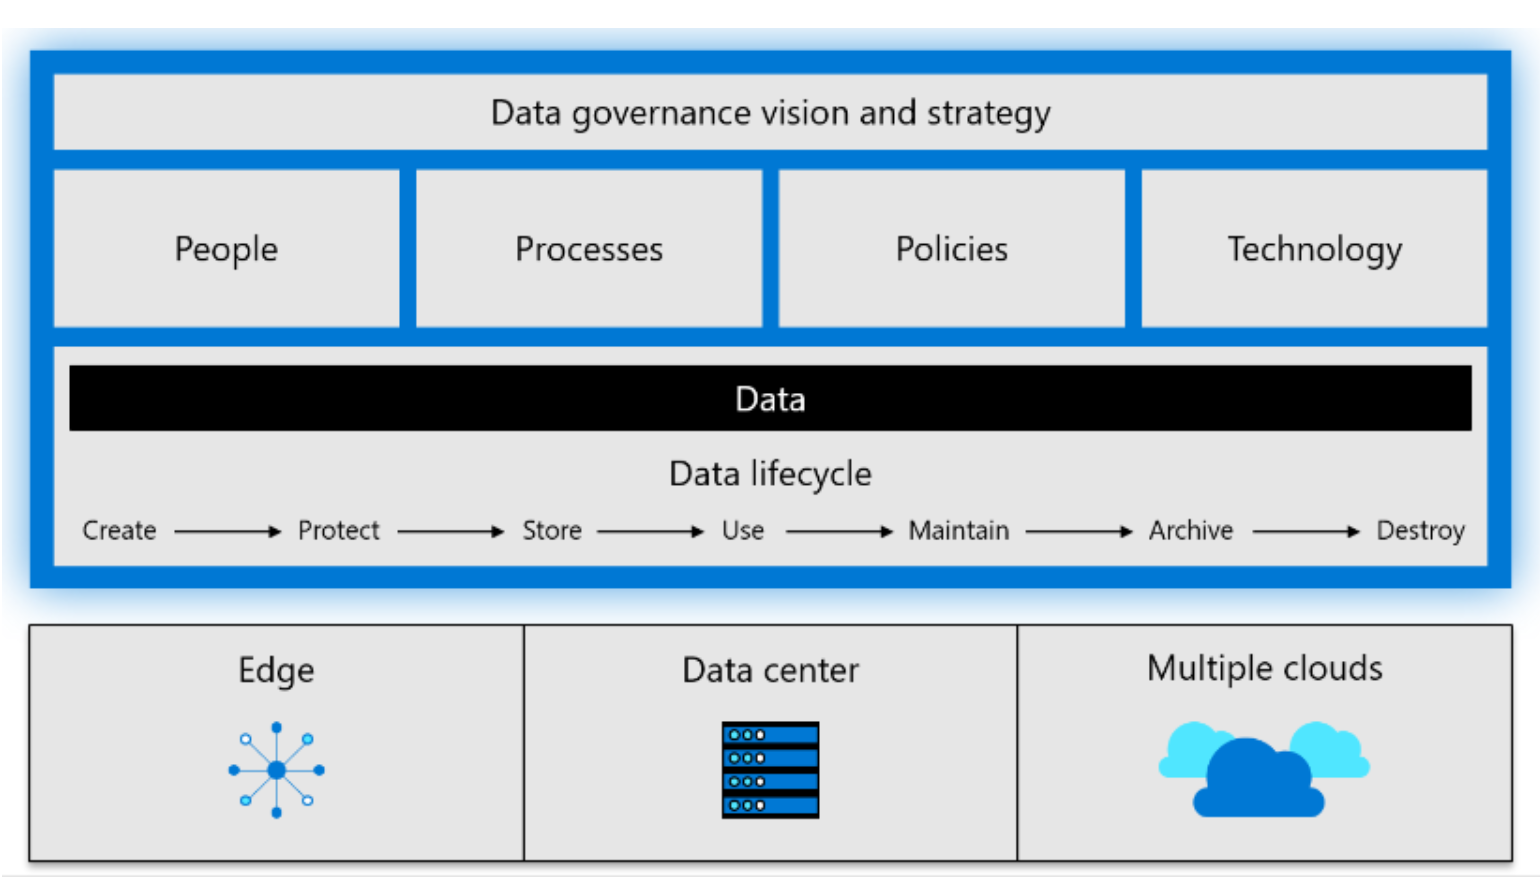 Data governance vision and strategy
People
Processes
Policies
Technology
Data
Data lifecycle
Create
Protect
Store
Use
Maintain
Archive
Destroy
Edge
Data center
Multiple clouds